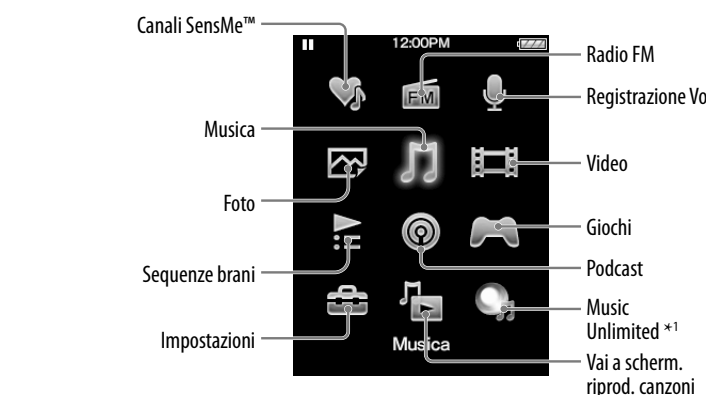 Canali SensMe™
12:00PM
Radio FM
FM
Registrazione Vo
Musica
Video
Foto
Giochi
Sequenze brani
Podcast
Impostazioni
Music
Unlimited *1
Musica
Vai a scherm.
riprod. canzoni